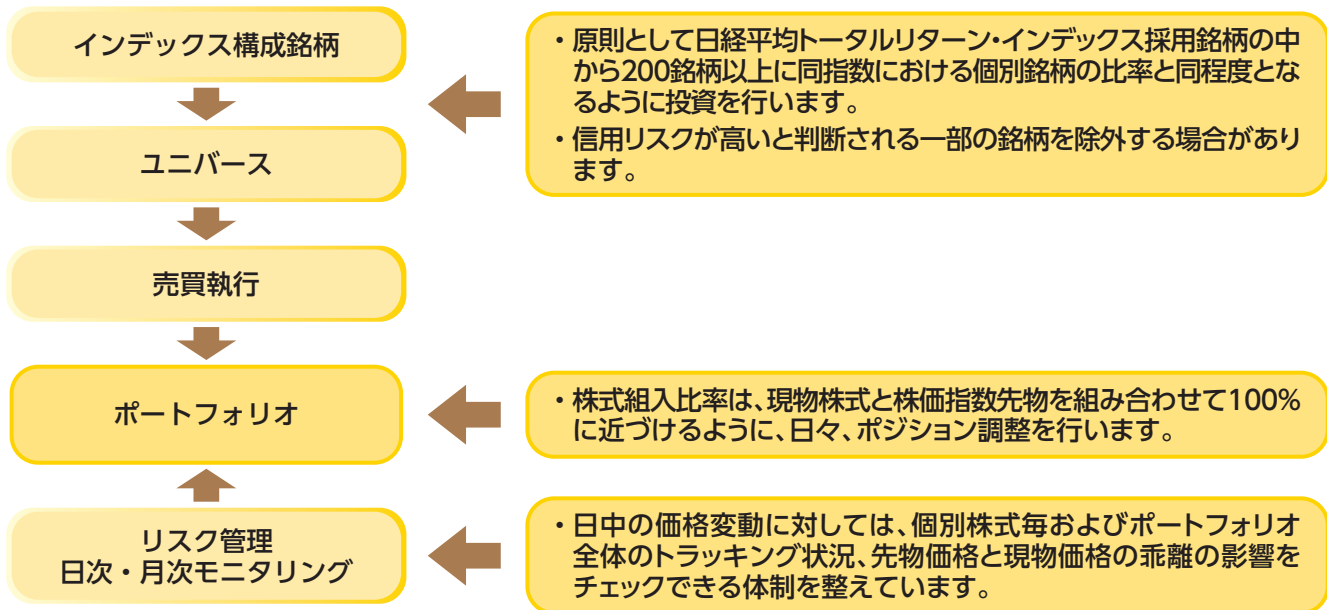 インデックス構成銘柄
・原則として日経平均トータルリターン・インデックス採用銘柄の中
から200銘柄以上に同指数における個別銘柄の比率と同程度とな
るように投資を行います。
・信用リスクが高いと判断される一部の銘柄を除外する場合があり
ます。
ユニバース
売買執行
ポートフォリオ
・株式組入比率は、現物株式と株価指数先物を組み合わせて100%
に近づけるように、日々、ポジション調整を行います。
リスク管理
日次・月次モニタリング
・日中の価格変動に対しては、個別株式毎およびポートフォリオ
全体のトラッキング状況、先物価格と現物価格の乖離の影響を
チェックできる体制を整えています。